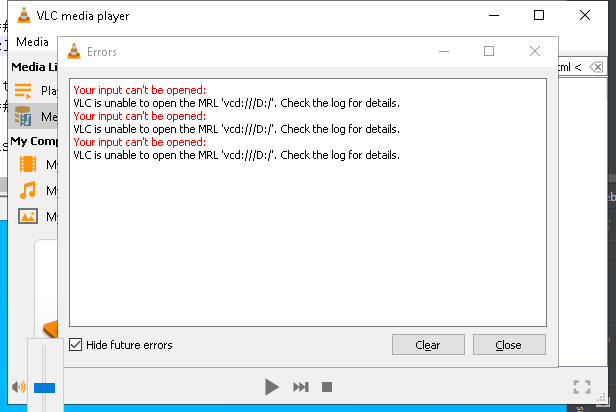 VLC media player
Media
Errors
Media Li
Pla
Me
My Comp
My
My
My
Your input can't be opened:
VLC is unable to open the MRL 'vcd:///D:/'. Check the log for details.
Your input can't be opened:
VLC is unable to open the MRL 'vcd:///D:/'. Check the log for details.
Your input can't be opened:
VLC is unable to open the MRL 'vcd:///D:/'. Check the log for details.
Hide future errors
Clear
Close
tml <